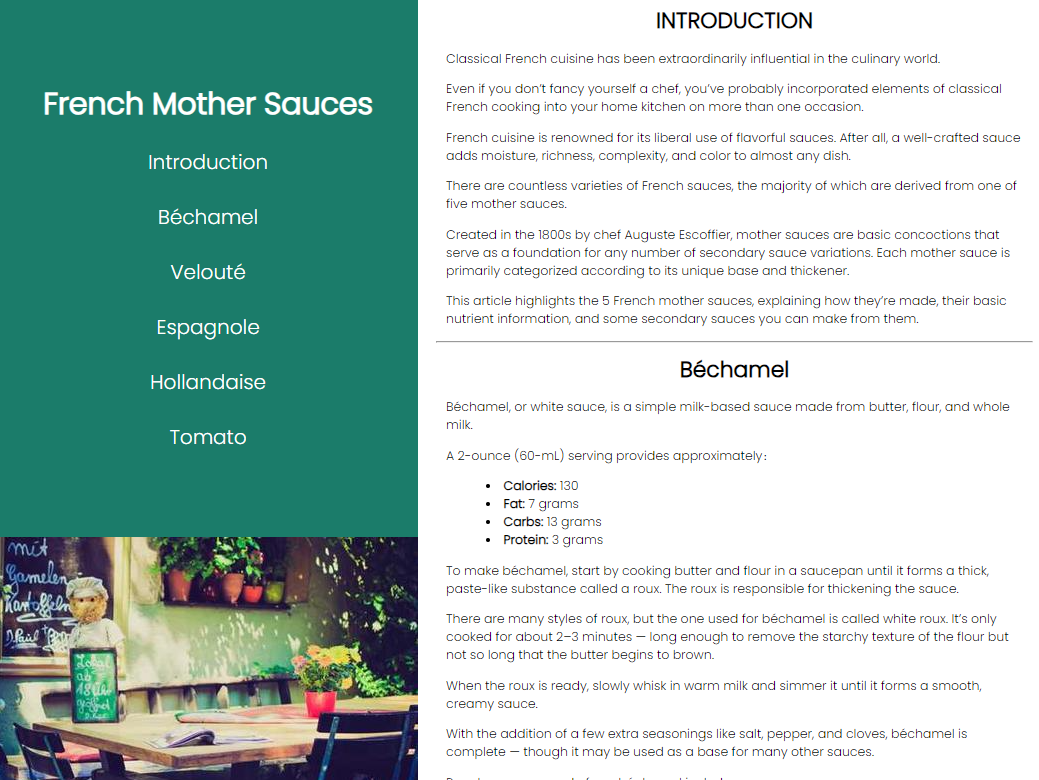 French Mother Sauces
Introduction
Béchamel
Velouté
Espagnole
Hollandaise
Tomato
mit
Gamelen
Kartoffeln
Lokal
ab
18 Uhr
geöffnet
INTRODUCTION
Classical French cuisine has been extraordinarily influential in the culinary world.
Even if you don’t fancy yourself a chef, you’ve probably incorporated elements of classical
French cooking into your home kitchen on more than one occasion.
French cuisine is renowned for its liberal use of flavorful sauces. After all, a well-crafted sauce
adds moisture, richness, complexity, and color to almost any dish.
There are countless varieties of French sauces, the majority of which are derived from one of
five mother sauces.
Created in the 1800s by chef Auguste Escoffier, mother sauces are basic concoctions that
serve as a foundation for any number of secondary sauce variations. Each mother sauce is
primarily categorized according to its unique base and thickener.
This article highlights the 5 French mother sauces, explaining how they’re made, their basic
nutrient information, and some secondary sauces you can make from them.
Béchamel
Béchamel, or white sauce, is a simple milk-based sauce made from butter, flour, and whole
milk.
A 2-ounce (60-mL) serving provides approximately:
• Calories: 130
• Fat: 7 grams
• Carbs: 13 grams
• Protein: 3 grams
To make béchamel, start by cooking butter and flour in a saucepan until it forms a thick,
paste-like substance called a roux. The roux is responsible for thickening the sauce.
There are many styles of roux, but the one used for béchamel is called white roux. It’s only
cooked for about 2–3 minutes — long enough to remove the starchy texture of the flour but
not so long that the butter begins to brown.
When the roux is ready, slowly whisk in warm milk and simmer it until it forms a smooth,
creamy sauce.
With the addition of a few extra seasonings like salt, pepper, and cloves, béchamel is
complete — though it may be used as a base for many other sauces.